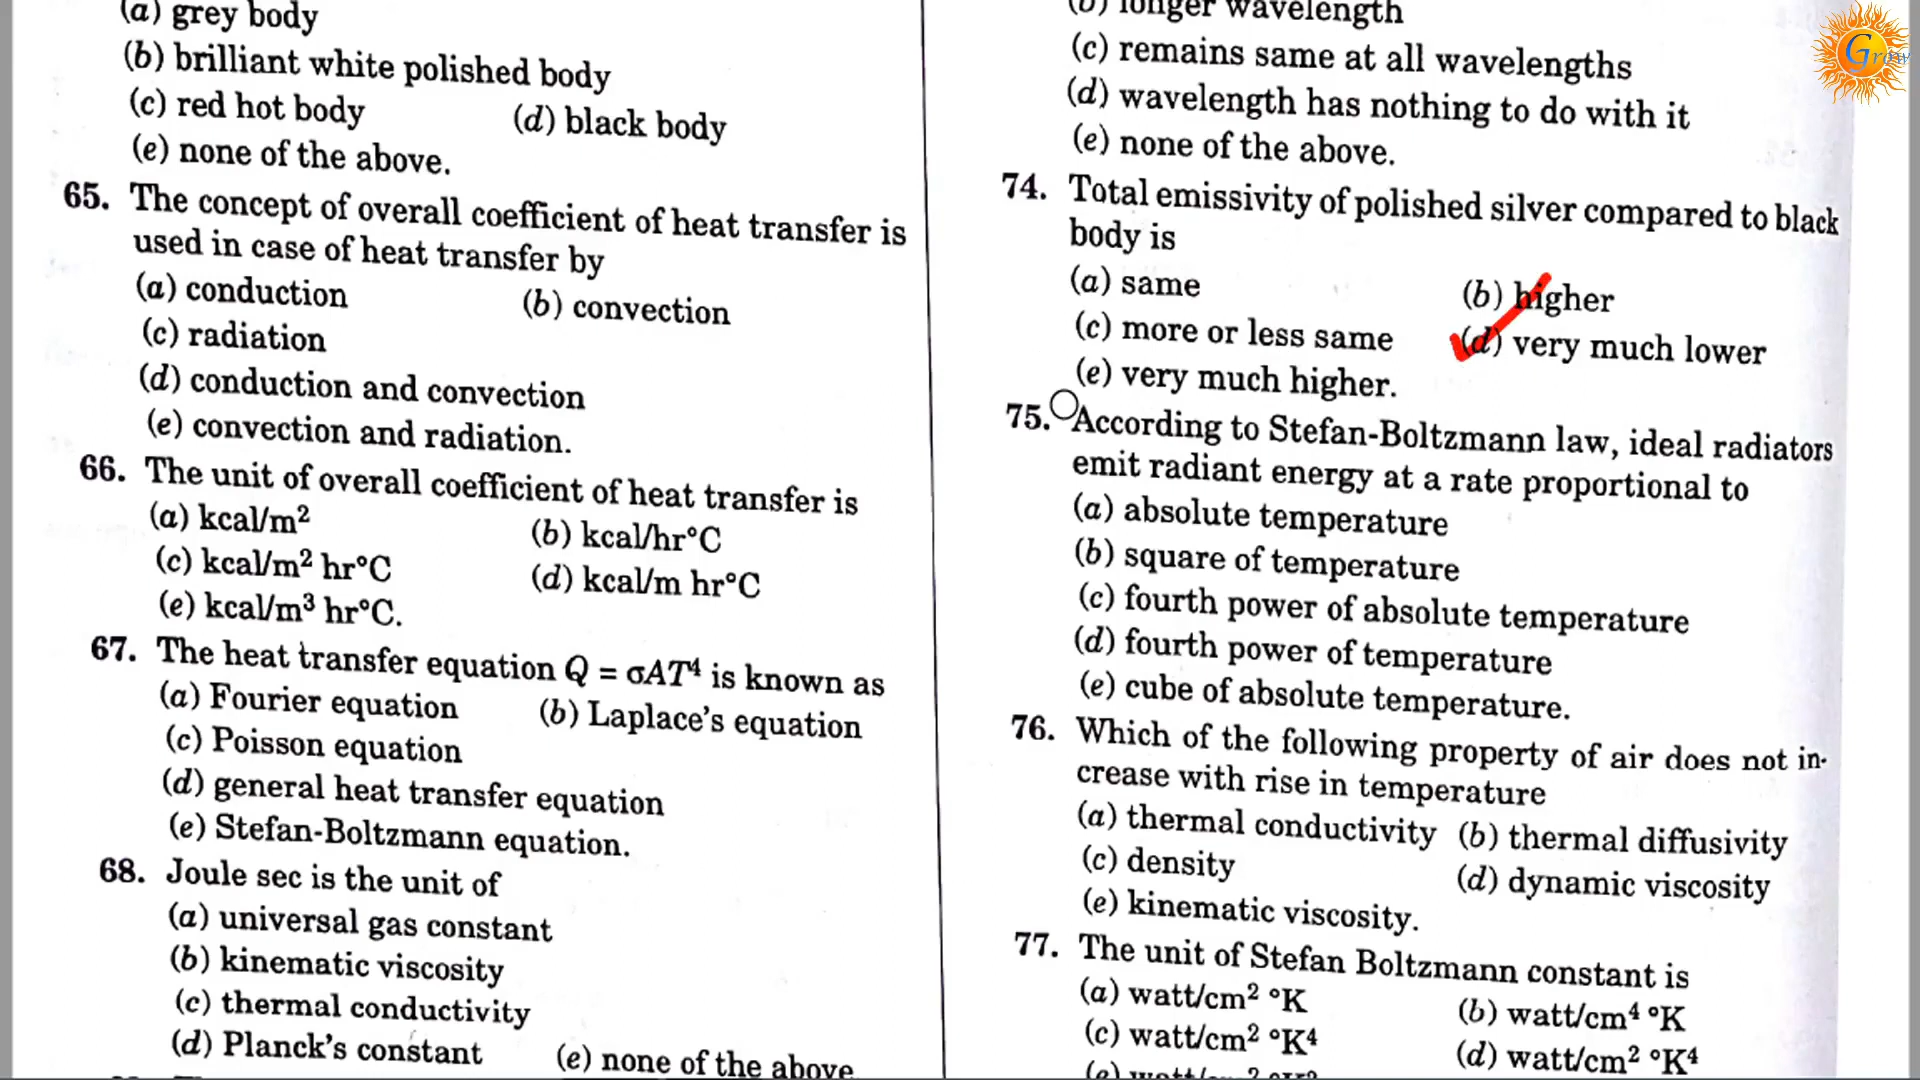 (a) grey body
(b) brilliant white polished body
(c) red hot body (d) black body
(e) none of the above.
65. The concept of overall coefficient of heat transfer is
used in case of heat transfer by
(a) conduction (b) convection
(c) radiation
(d) conduction and convection
(e) convection and radiation.
66. The unit of overall coefficient of heat transfer is
(a) kcal/m² (b) kcal/hr°C
(c) kcal/m² hr°C (d) kcal/m hr°C
(e) kcal/m³ hr°C.
67. The heat transfer equation Q = σAT⁴ is known as
(a) Fourier equation (b) Laplace's equation
(c) Poisson equation
(d) general heat transfer equation
(e) Stefan-Boltzmann equation.
68. Joule sec is the unit of
(a) universal gas constant
(b) kinematic viscosity
(c) thermal conductivity
(d) Planck's constant (e) none of the above
(b) longer wavelength
(c) remains same at all wavelengths
(d) wavelength has nothing to do with it
(e) none of the above.
74. Total emissivity of polished silver compared to black
body is
(a) same (b) higher
(c) more or less same (d) very much lower
(e) very much higher.
75. According to Stefan-Boltzmann law, ideal radiators
emit radiant energy at a rate proportional to
(a) absolute temperature
(b) square of temperature
(c) fourth power of absolute temperature
(d) fourth power of temperature
(e) cube of absolute temperature.
76. Which of the following property of air does not in-
crease with rise in temperature
(a) thermal conductivity (b) thermal diffusivity
(c) density (d) dynamic viscosity
(e) kinematic viscosity.
77. The unit of Stefan Boltzmann constant is
(a) watt/cm² °K (b) watt/cm⁴ °K
(c) watt/cm² °K⁴ (d) watt/cm² °K⁴
Grow